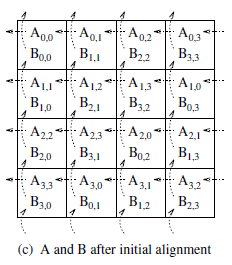 A0,0 A0,1 A0,2 A0,3
B0,0 B1,1 B2,2 B3,3
A1,1 A1,2 A1,3 A1,0
B1,0 B2,1 B3,2 B0,3
A2,2 A2,3 A2,0 A2,1
B2,0 B3,1 B0,2 B1,3
A3,3 A3,0 A3,1 A3,2
B3,0 B0,1 B1,2 B2,3
(c) A and B after initial alignment